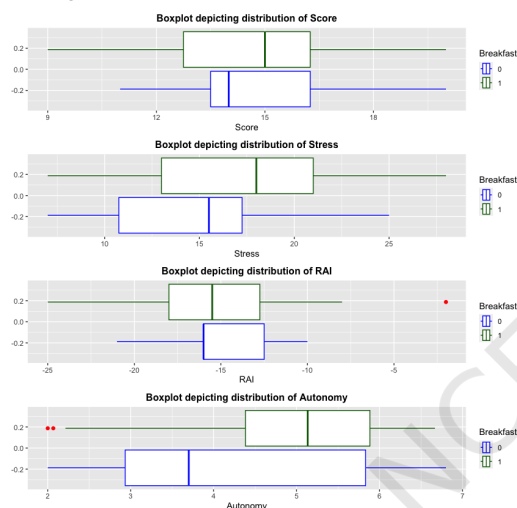 Boxplot depicting distribution of Score
0.2
0.0
-0.2
9 12 15 18
Score
Breakfast
0
1
Boxplot depicting distribution of Stress
0.2
0.0
-0.2
10 15 20 25
Stress
Breakfast
0
1
Boxplot depicting distribution of RAI
0.2
0.0
-0.2
-25 -20 -15 -10 -5
RAI
Breakfast
0
1
Boxplot depicting distribution of Autonomy
0.2
0.0
-0.2
2 3 4 5 6 7
Autonomy
Breakfast
0
1